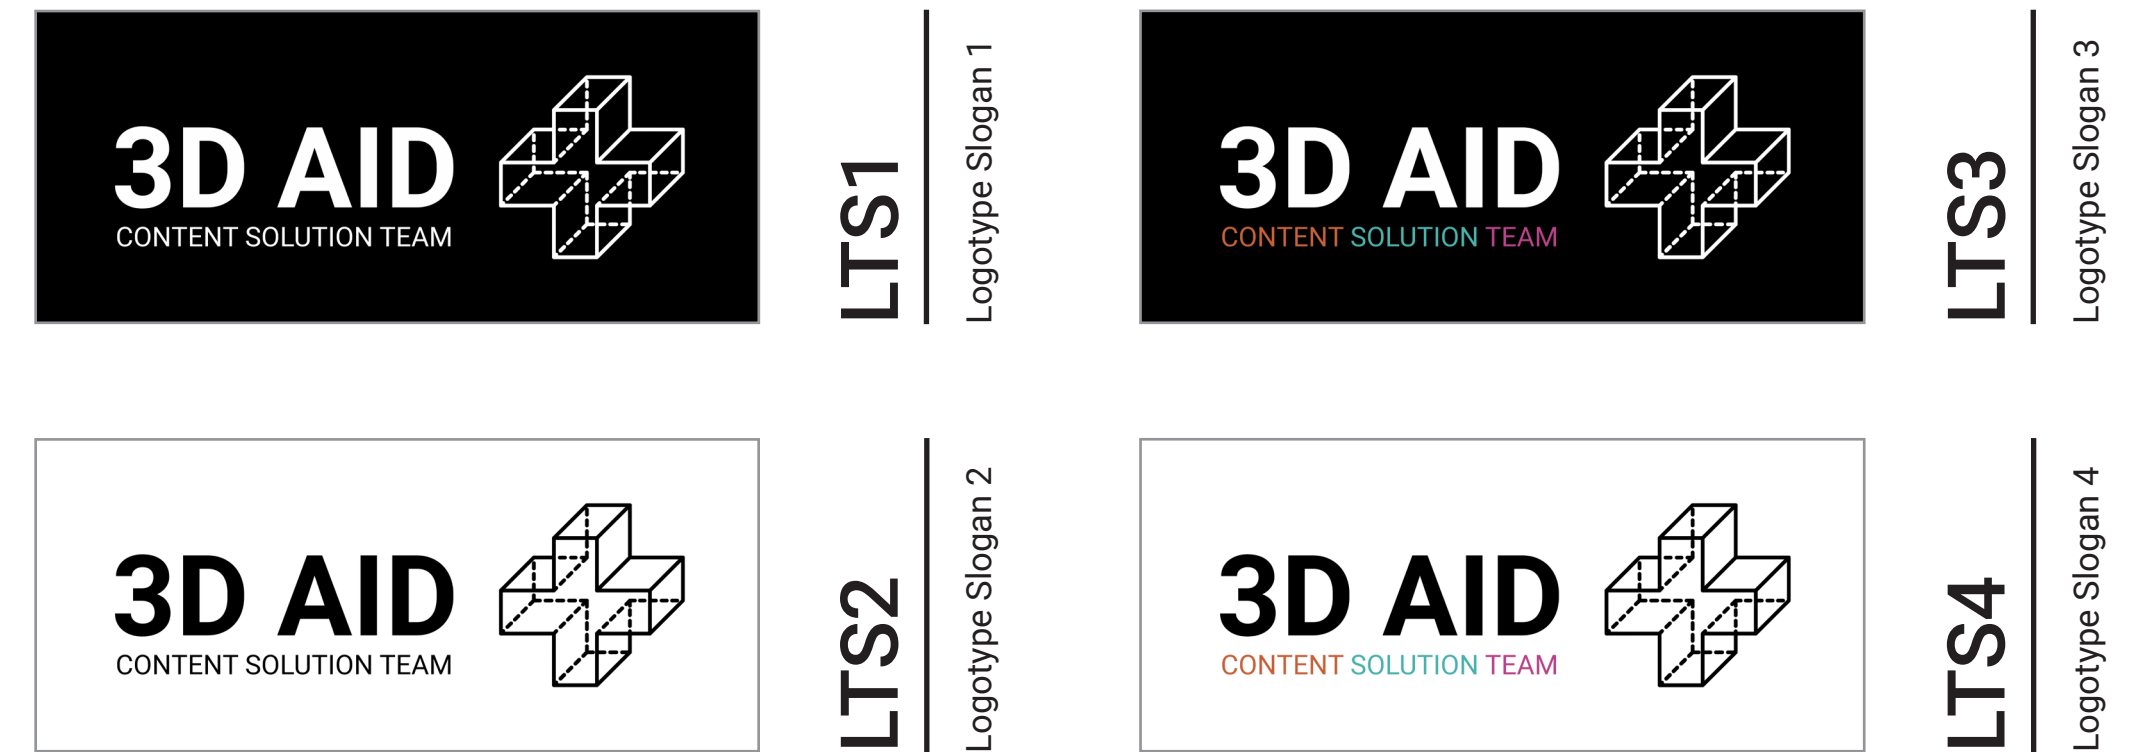 3D AID
CONTENT SOLUTION TEAM
LTS1
Logotype Slogan 1
3D AID
CONTENT SOLUTION TEAM
LTS3
Logotype Slogan 3
3D AID
CONTENT SOLUTION TEAM
LTS2
Logotype Slogan 2
3D AID
CONTENT SOLUTION TEAM
LTS4
Logotype Slogan 4